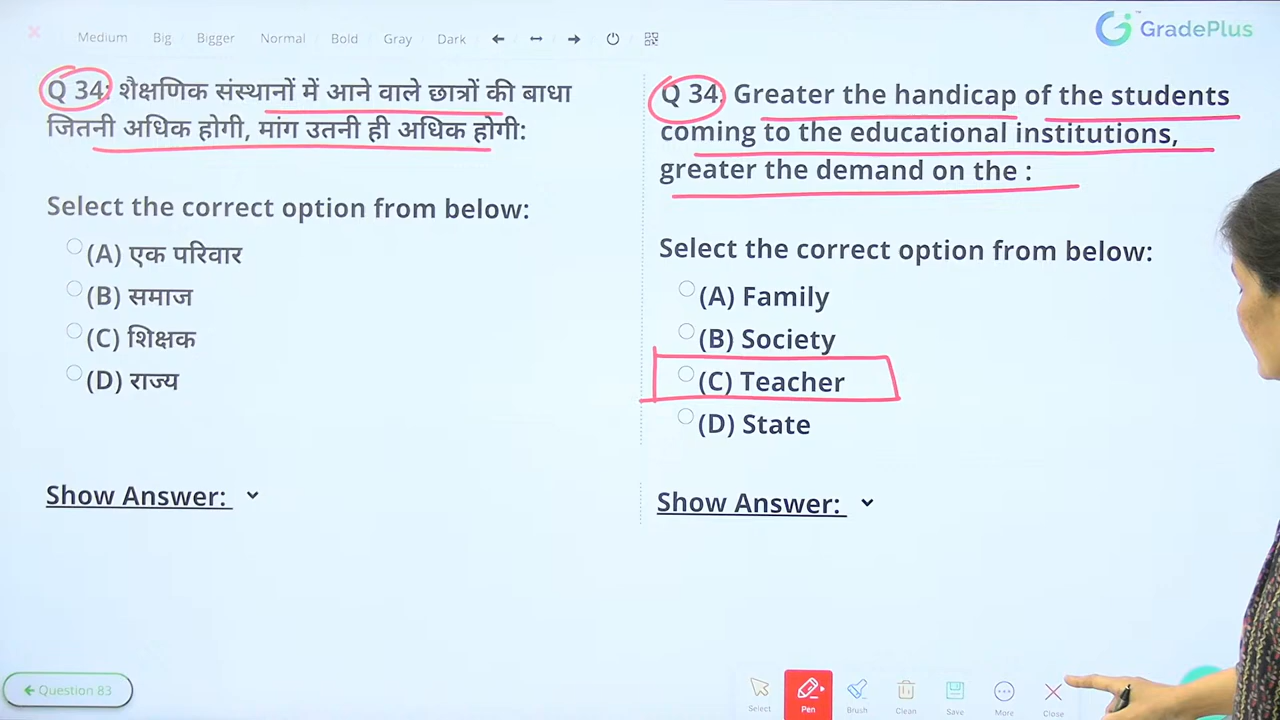 Medium Big Bigger Normal Bold Gray Dark
GradePlus
Q 34: शैक्षणिक संस्थानों में आने वाले छात्रों की बाधा
जितनी अधिक होगी, मांग उतनी ही अधिक होगी:
Select the correct option from below:
(A) एक परिवार
(B) समाज
(C) शिक्षक
(D) राज्य
Show Answer:
Q 34. Greater the handicap of the students
coming to the educational institutions,
greater the demand on the :
Select the correct option from below:
(A) Family
(B) Society
(C) Teacher
(D) State
Show Answer:
Question 83
Select Pen Brush Clean Save More Close